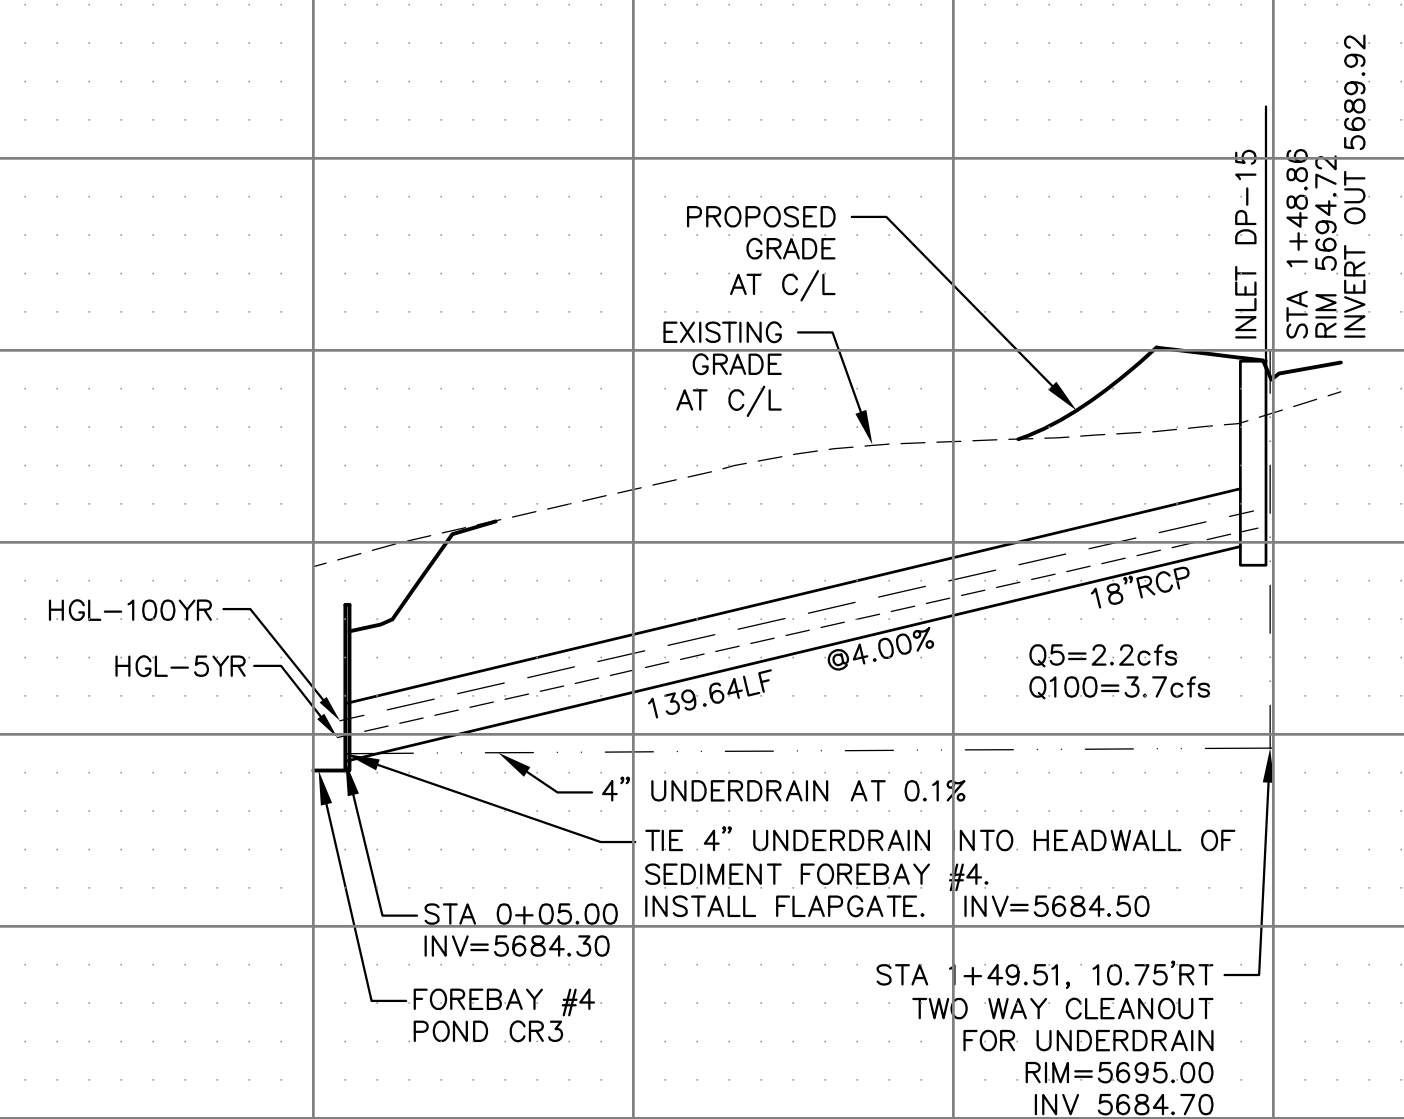 INLET DP-15
STA 1+48.86
RIM 5694.72
INVERT OUT 5689.92
PROPOSED
GRADE
AT C/L
EXISTING
GRADE
AT C/L
HGL-100YR
HGL-5YR
18"RCP
@4.00%
139.64LF
Q5=2.2cfs
Q100=3.7cfs
4" UNDERDRAIN AT 0.1%
TIE 4" UNDERDRAIN INTO HEADWALL OF
SEDIMENT FOREBAY #4.
INSTALL FLAPGATE. INV=5684.50
STA 0+05.00
INV=5684.30
FOREBAY #4
POND CR3
STA 1+49.51, 10.75'RT
TWO WAY CLEANOUT
FOR UNDERDRAIN
RIM=5695.00
INV 5684.70